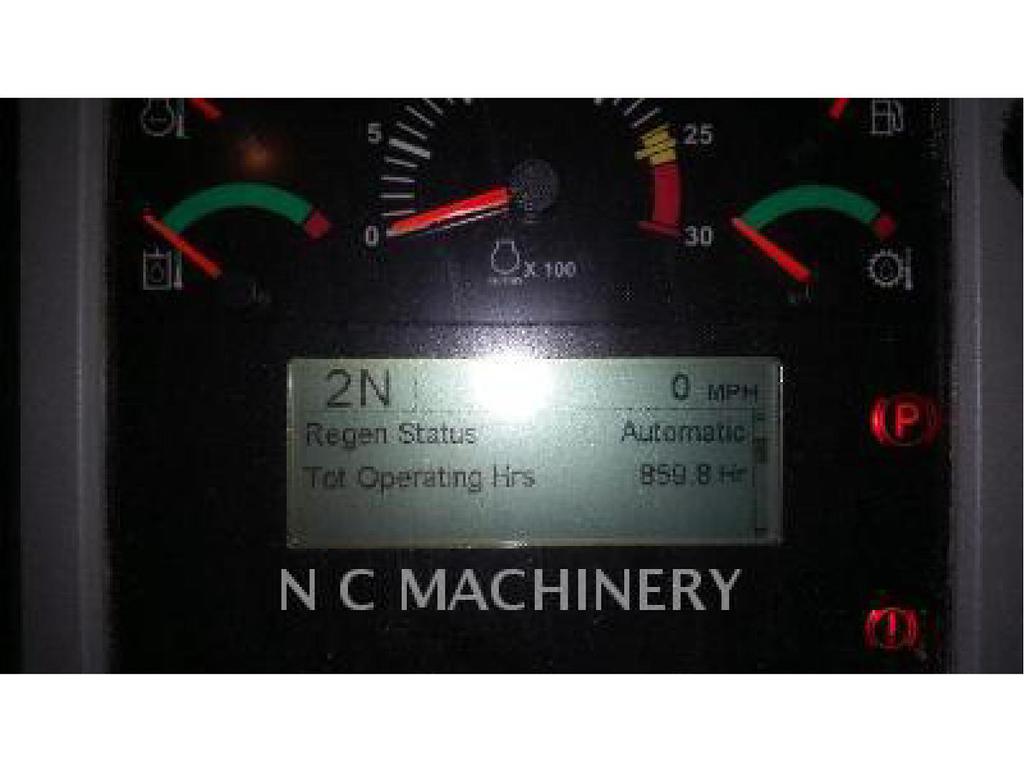 5
25
0
30
X 100
2N
0 MPH
Regen Status Automatic
Tot Operating Hrs 859.8 Hr
P
!
N C MACHINERY